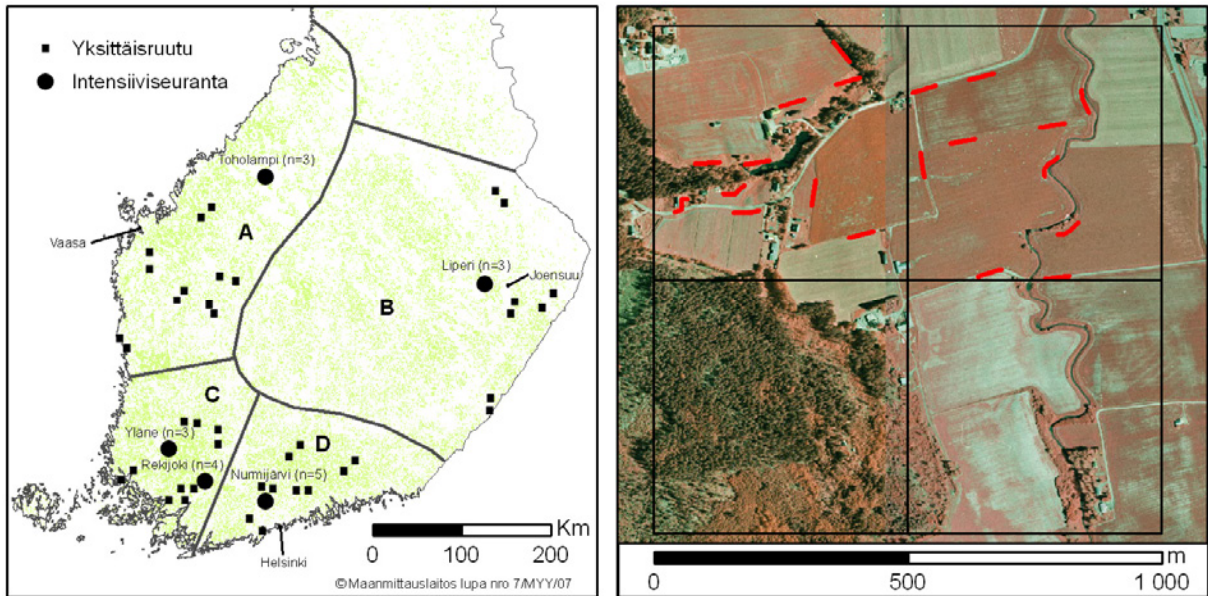 Yksittäisruutu
Intensiiviseuranta
Toholampi (n=3)
A
Vaasa
Liperi (n=3)
Joensuu
B
C
D
Yläne (n=3)
Rekijoki (n=4)
Nurmijärvi (n=5)
Km
0 100 200
Helsinki
©Maanmittauslaitos lupa nro 7/MYY/07
m
0 500 1 000